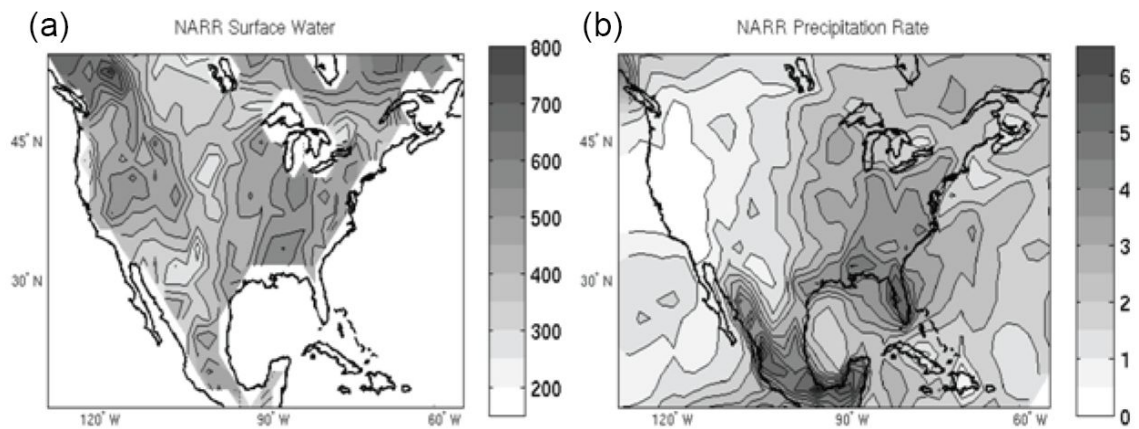 (a)
NARR Surface Water
800
700
600
500
400
300
200
45° N
30° N
120° W
90° W
60° W
(b)
NARR Precipitation Rate
6
5
4
3
2
1
0
45° N
30° N
120° W
90° W
60° W